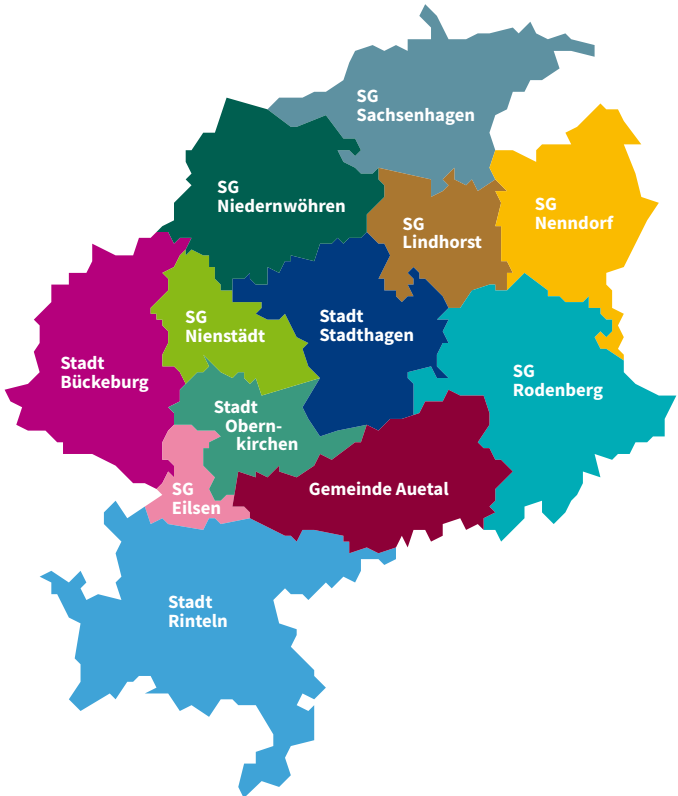 SG
Sachsenhagen
SG
Niedernwöhren
SG
Nenndorf
SG
Lindhorst
SG
Nienstädt
Stadt
Stadthagen
Stadt
Bückeburg
SG
Rodenberg
Stadt
Obern-
kirchen
SG
Eilsen
Gemeinde Auetal
Stadt
Rinteln